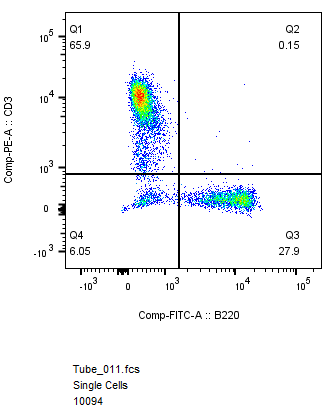 Q1
65.9
Q2
0.15
10^5
10^4
10^3
0
-10^3
Comp-PE-A :: CD3
Q4
6.05
Q3
27.9
-10^3
0
10^3
10^4
10^5
Comp-FITC-A :: B220
Tube_011.fcs
Single Cells
10094